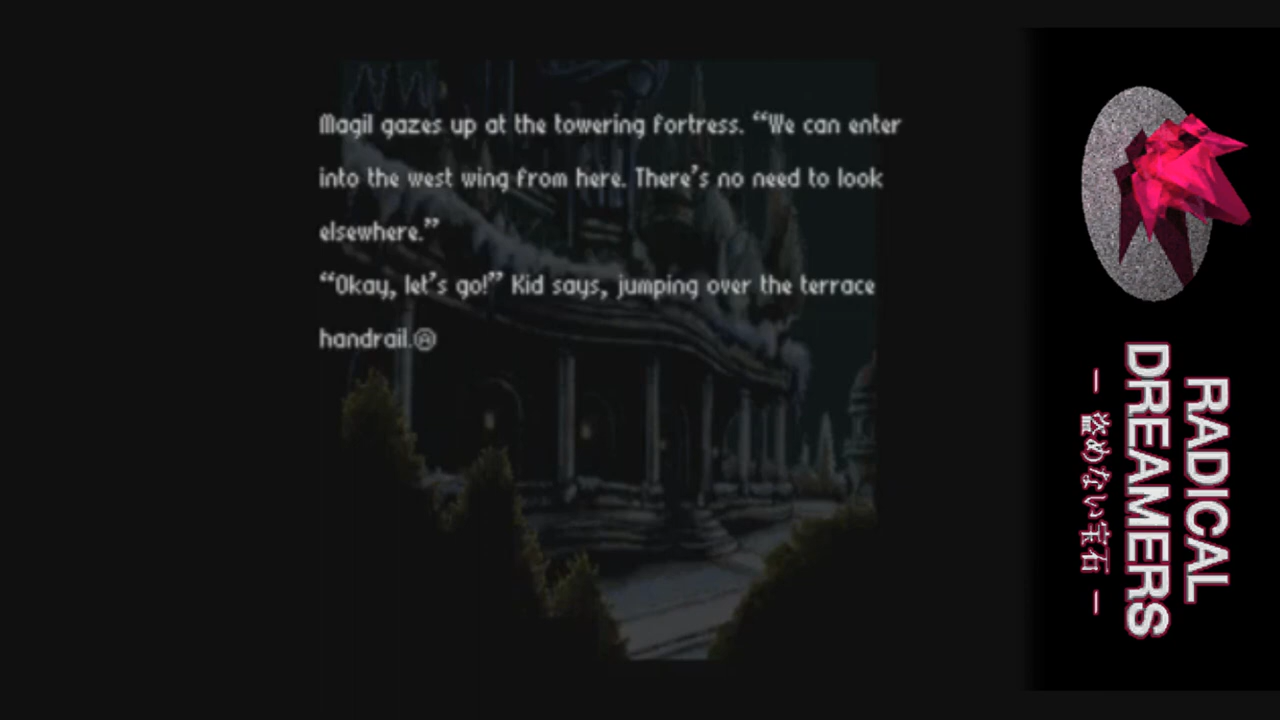 Magil gazes up at the towering fortress. “We can enter
into the west wing from here. There’s no need to look
elsewhere.”
“Okay, let’s go!” Kid says, jumping over the terrace
handrail.
RADICAL
DREAMERS
— 盗めない宝石 —